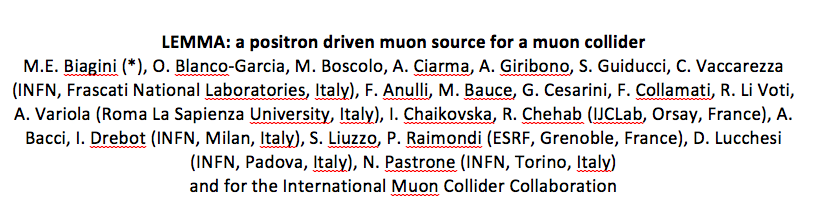 LEMMA: a positron driven muon source for a muon collider
M.E. Biagini (*), O. Blanco-Garcia, M. Boscolo, A. Ciarma, A. Giribono, S. Guiducci, C. Vaccarezza
(INFN, Frascati National Laboratories, Italy), F. Anulli, M. Bauce, G. Cesarini, F. Collamati, R. Li Voti,
A. Variola (Roma La Sapienza University, Italy), I. Chaikovska, R. Chehab (IJCLab, Orsay, France), A.
Bacci, I. Drebot (INFN, Milan, Italy), S. Liuzzo, P. Raimondi (ESRF, Grenoble, France), D. Lucchesi
(INFN, Padova, Italy), N. Pastrone (INFN, Torino, Italy)
and for the International Muon Collider Collaboration